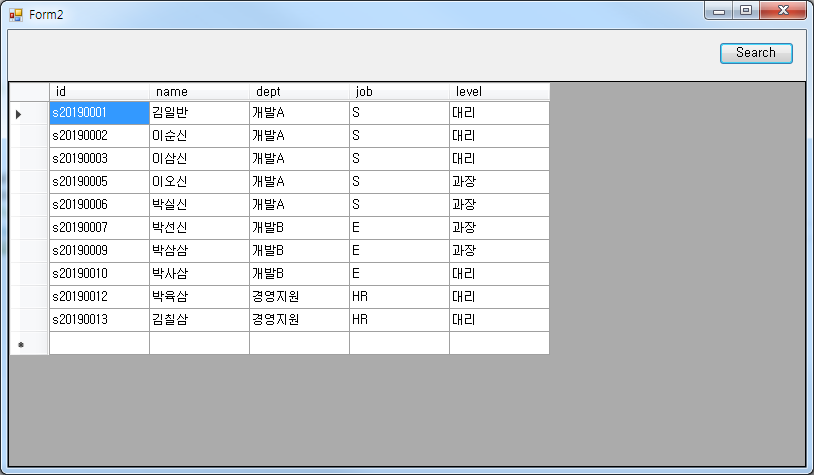 Form2
Search
id name dept job level
s20190001 김일반 개발A S 대리
s20190002 이순신 개발A S 대리
s20190003 이삼신 개발A S 대리
s20190005 이오신 개발A S 과장
s20190006 박실신 개발A S 과장
s20190007 박선신 개발B E 과장
s20190009 박삼삼 개발B E 과장
s20190010 박사삼 개발B E 대리
s20190012 박육삼 경영지원 HR 대리
s20190013 김칠삼 경영지원 HR 대리